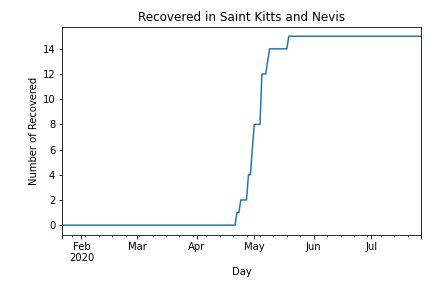 Recovered in Saint Kitts and Nevis
Number of Recovered
14
12
10
8
6
4
2
0
Feb Mar Apr May Jun Jul
2020
Day